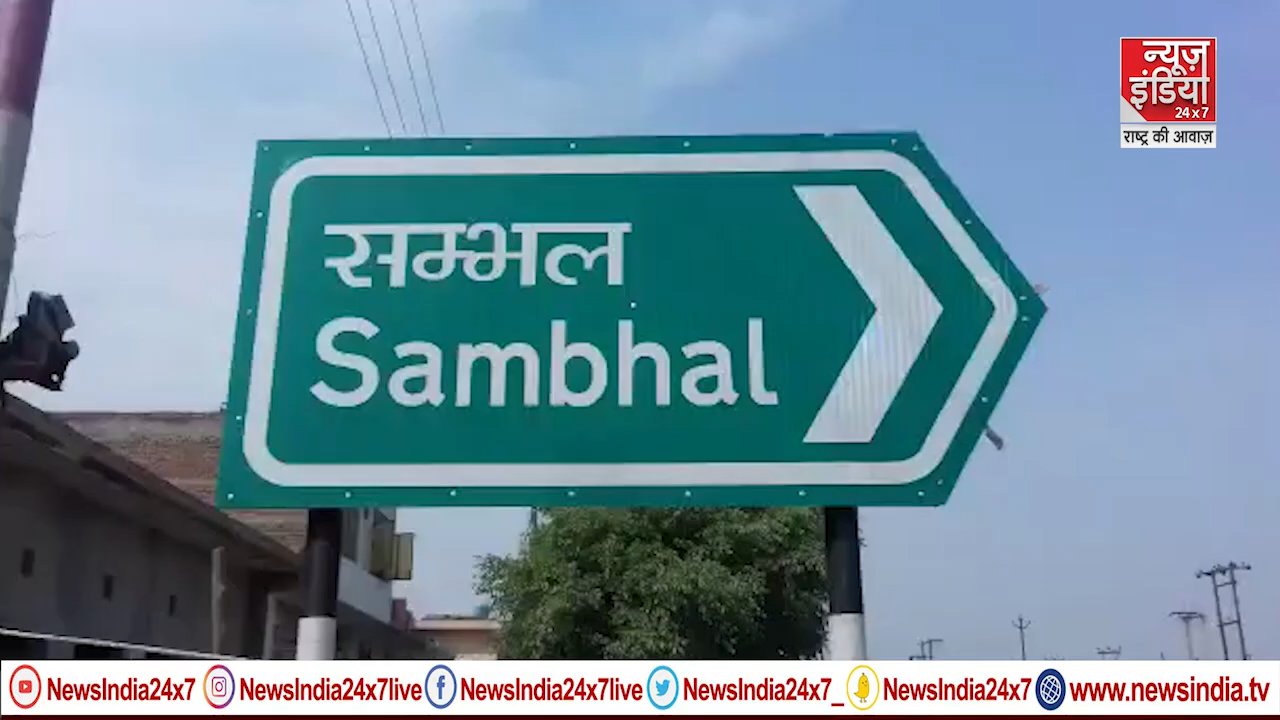 न्यूज़
इंडिया
24x7
राष्ट्र की आवाज़
सम्भल
Sambhal
NewsIndia24x7 NewsIndia24x7live NewsIndia24x7live NewsIndia24x7_ NewsIndia24x7 www.newsindia.tv